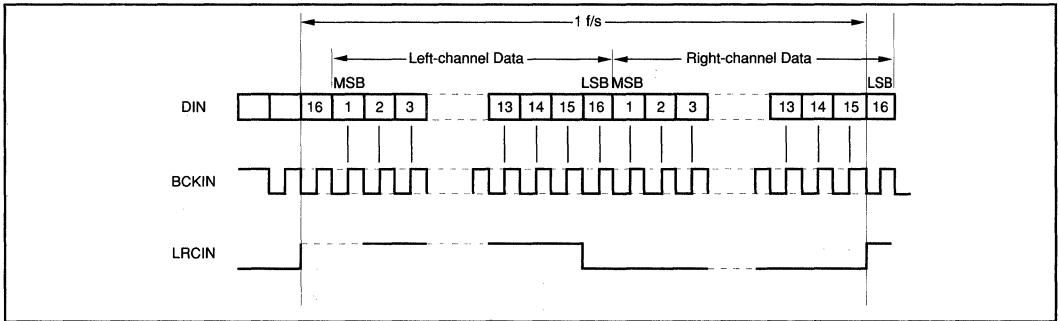 1 f/s
Left-channel Data Right-channel Data
MSB LSB MSB LSB
DIN 16 1 2 3 13 14 15 16 1 2 3 13 14 15 16
BCKIN
LRCIN